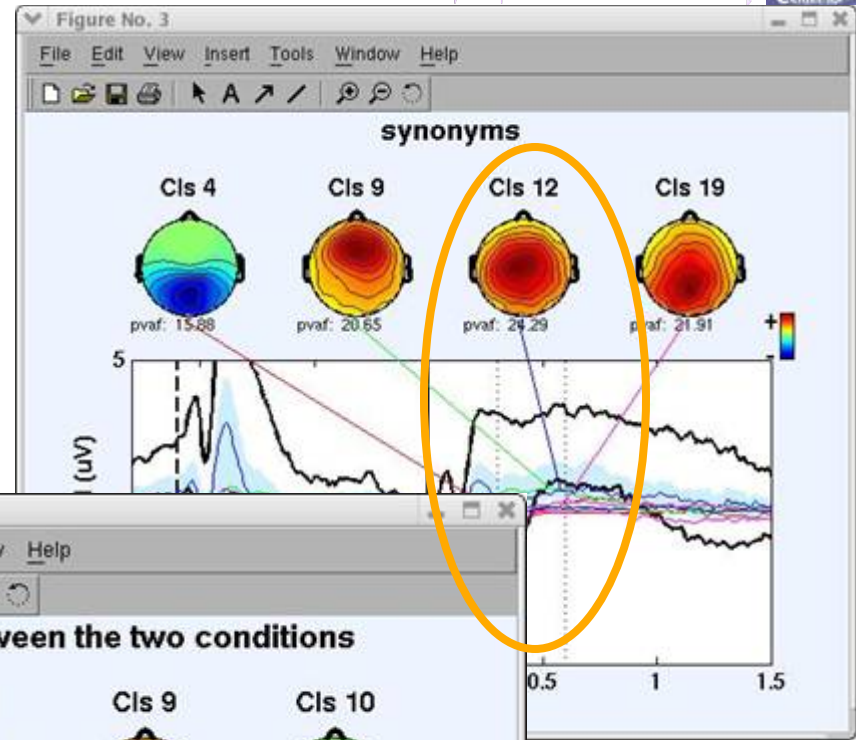 Figure No. 3
File Edit View Insert Tools Window Help
synonyms
Cls 4 Cls 9 Cls 12 Cls 19
pvaf: 15.88 pvaf: 20.65 pvaf: 24.29 pvaf: 21.91
+
-
5
(uV)
0.5 1 1.5
Help
ween the two conditions
Cls 9 Cls 10